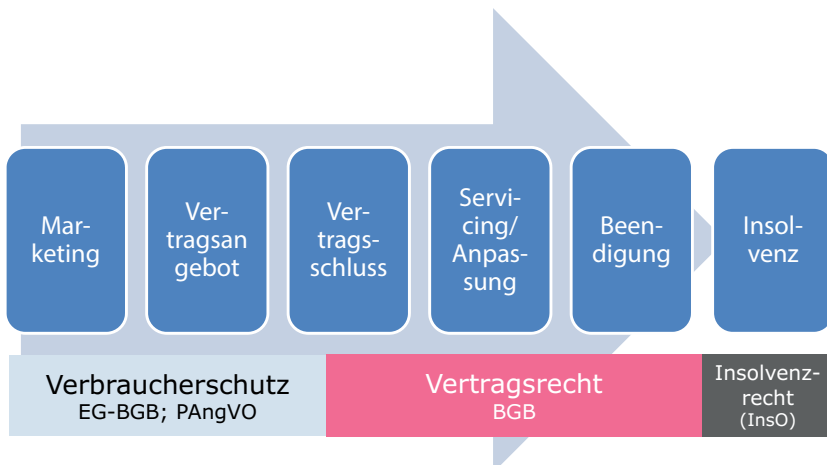 Mar-
keting
Ver-
tragsan
gebot
Ver-
trags-
schluss
Servi-
cing/
Anpas-
sung
Been-
digung
Insol-
venz
Verbraucherschutz
EG-BGB; PAngVO
Vertragsrecht
BGB
Insolvenz-
recht
(InsO)